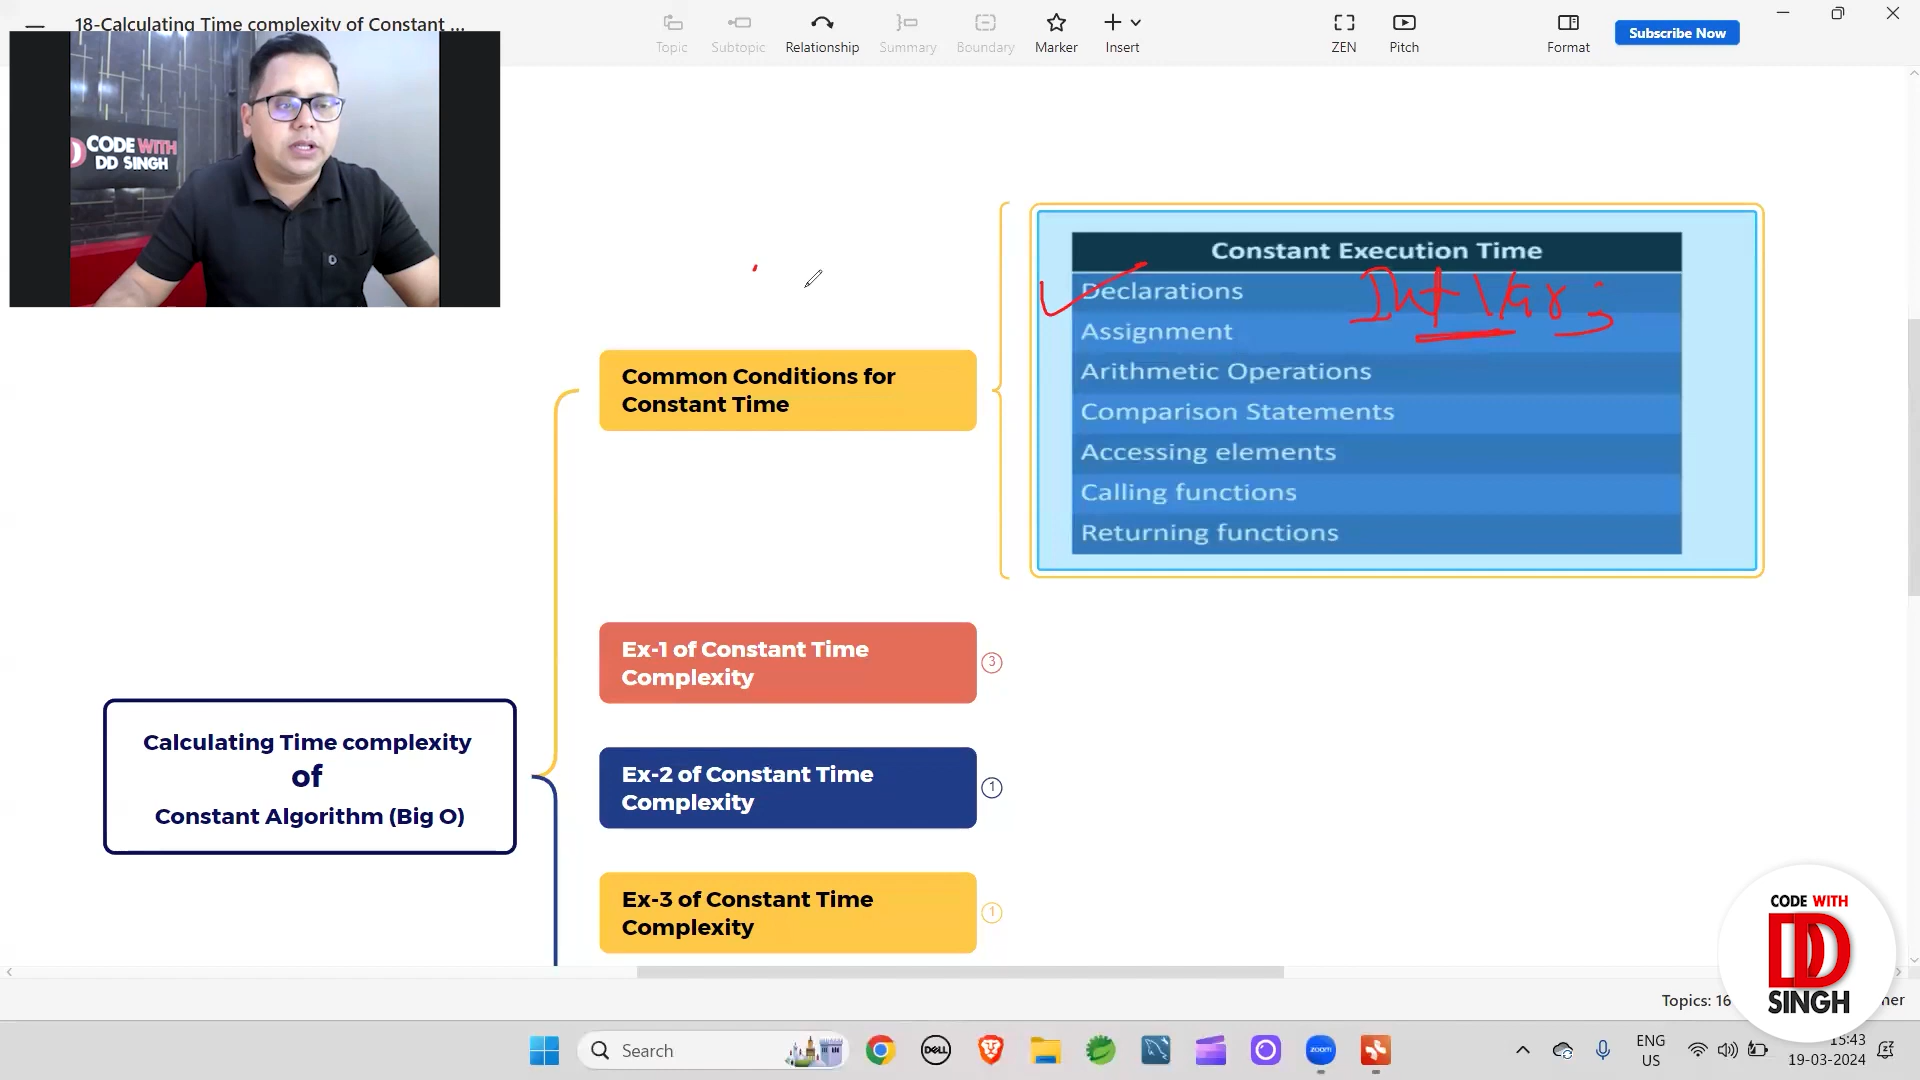 18-Calculating Time complexity of Constant ...
Topic
Subtopic
Relationship
Summary
Boundary
Marker
Insert
ZEN
Pitch
Format
Subscribe Now
CODE WITH
DD SINGH
Constant Execution Time
Declarations
Int Var;
Assignment
Arithmetic Operations
Comparison Statements
Accessing elements
Calling functions
Returning functions
Common Conditions for
Constant Time
Ex-1 of Constant Time
Complexity
3
Calculating Time complexity
of
Constant Algorithm (Big O)
Ex-2 of Constant Time
Complexity
1
Ex-3 of Constant Time
Complexity
1
CODE WITH
DD
SINGH
Topics: 16
Search
DELL
zoom
ENG
US
15:43
19-03-2024